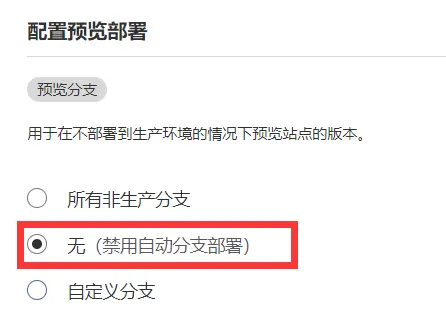 配置预览部署
预览分支
用于在不部署到生产环境的情况下预览站点的版本。
所有非生产分支
无（禁用自动分支部署）
自定义分支